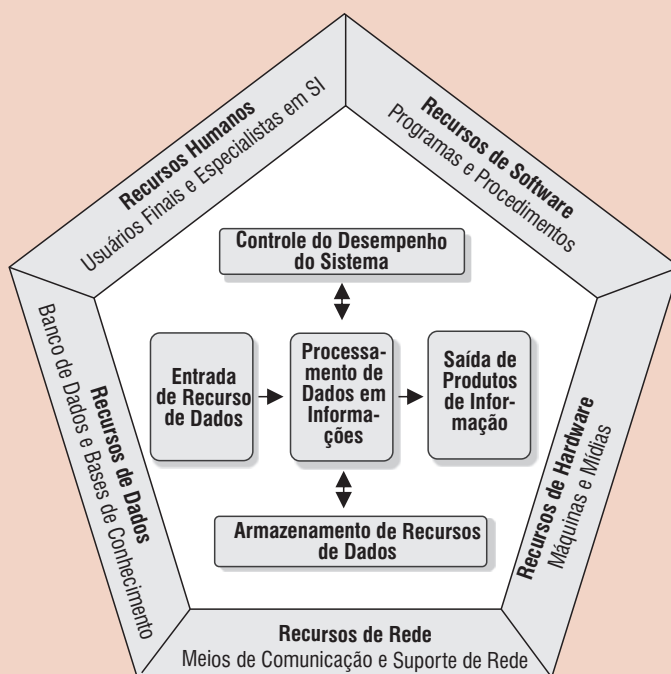 Recursos Humanos
Usuários Finais e Especialistas em SI
Recursos de Software
Programas e Procedimentos
Controle do Desempenho
do Sistema
Entrada
de Recurso
de Dados
Processa-
mento de
Dados em
Informa-
ções
Saída de
Produtos
de Infor-
mação
Armazenamento de Recursos
de Dados
Recursos de Dados
Banco de Dados e Bases de Conhecimento
Recursos de Hardware
Máquinas e Mídias
Recursos de Rede
Meios de Comunicação e Suporte de Rede